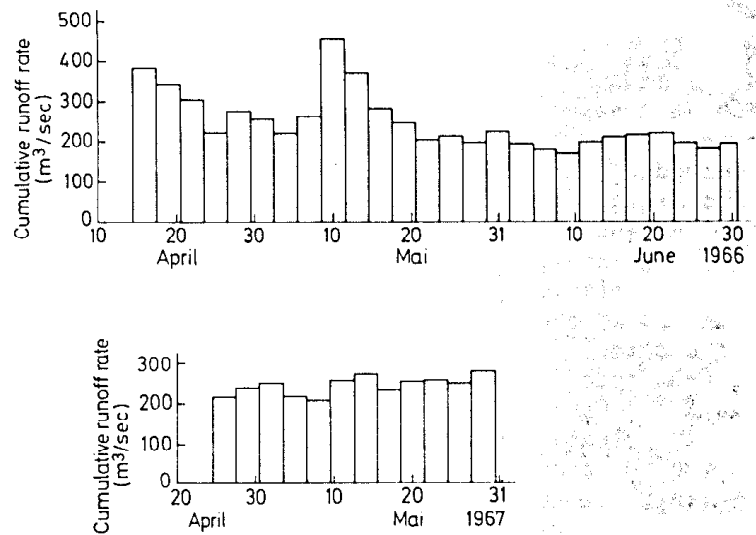 Cumulative runoff rate
(m³/sec)
500
400
300
200
100
0
10 20 30 10 20 31 10 20 30
April Mai June 1966
Cumulative runoff rate
(m³/sec)
300
200
100
0
20 30 10 20 31
April Mai 1967